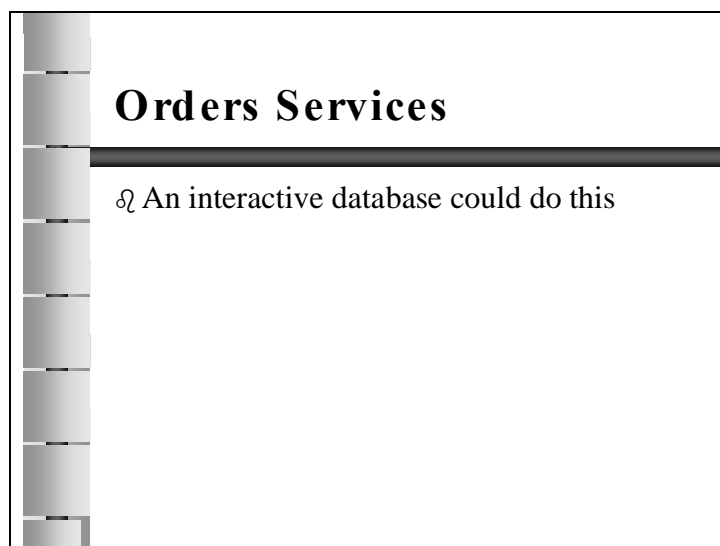 Orders Services
♌ An interactive database could do this